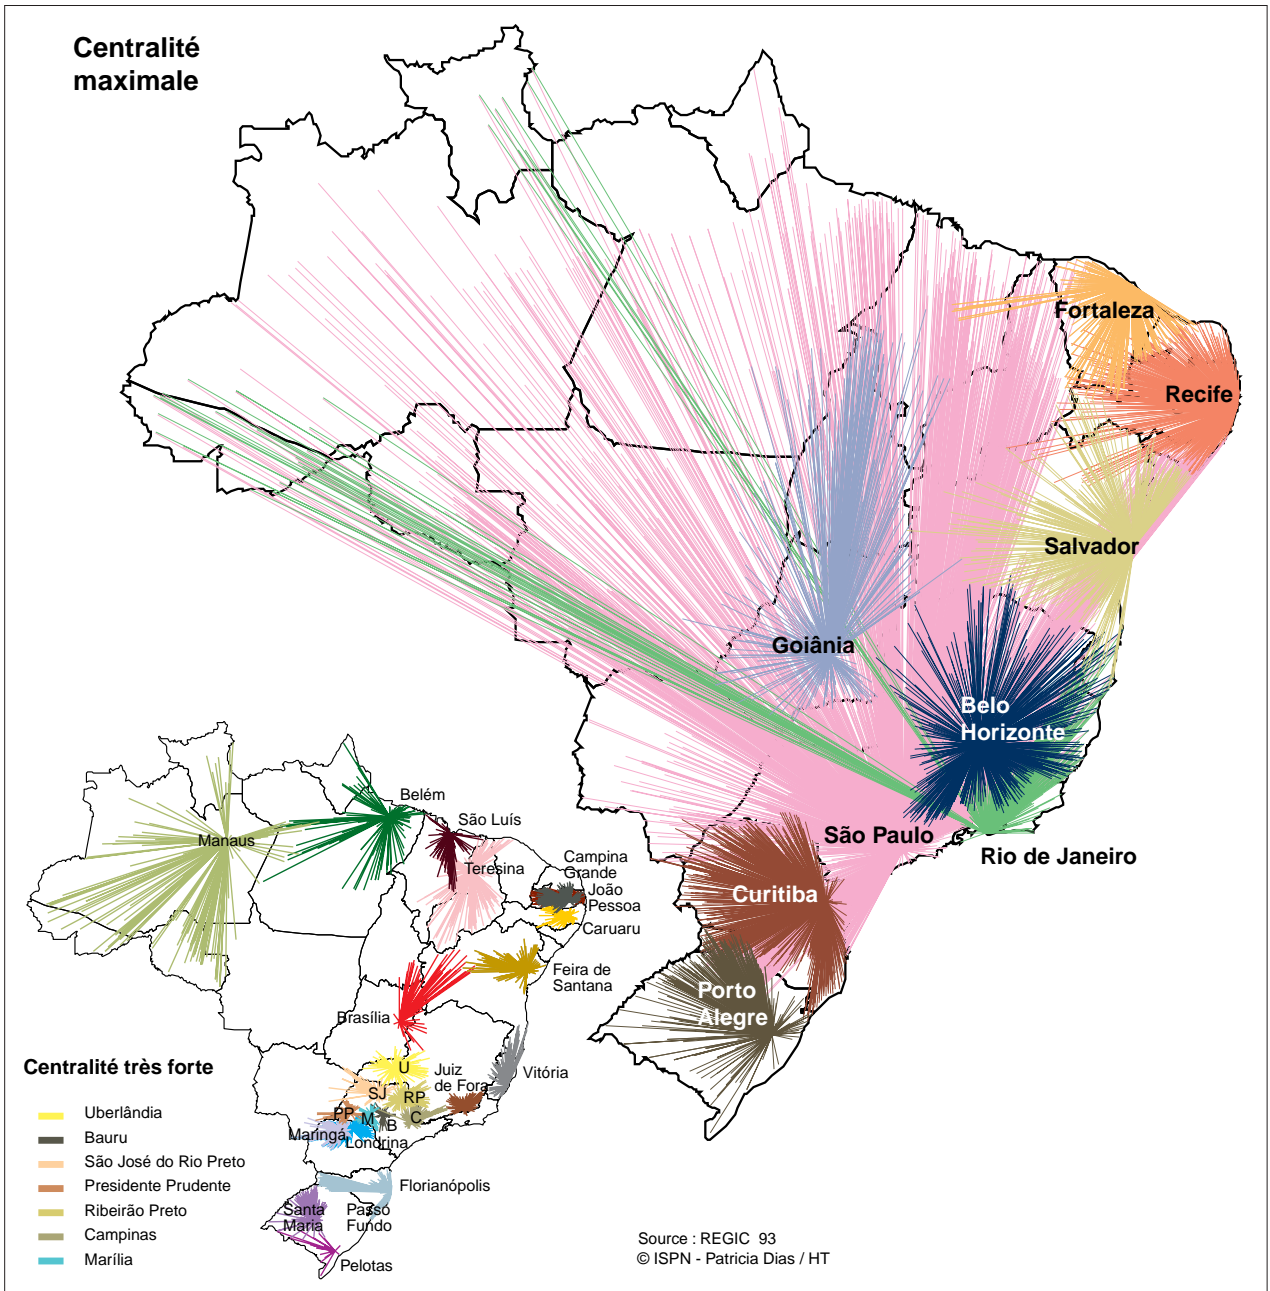 Centralité
maximale
Fortaleza
Recife
Salvador
Goiânia
Belo
Horizonte
São Paulo
Rio de Janeiro
Curitiba
Porto
Alegre
Belém
São Luís
Manaus
Teresina
Campina
Grande
João
Pessoa
Caruaru
Feira de
Santana
Brasília
U
Juiz
de Fora
Vitória
SJ
RP
PP
M
B
C
Maringá
Londrina
Florianópolis
Santa
Maria
Passo
Fundo
Pelotas
Centralité très forte
Uberlândia
Bauru
São José do Rio Preto
Presidente Prudente
Ribeirão Preto
Campinas
Marília
Source : REGIC 93
© ISPN - Patricia Dias / HT